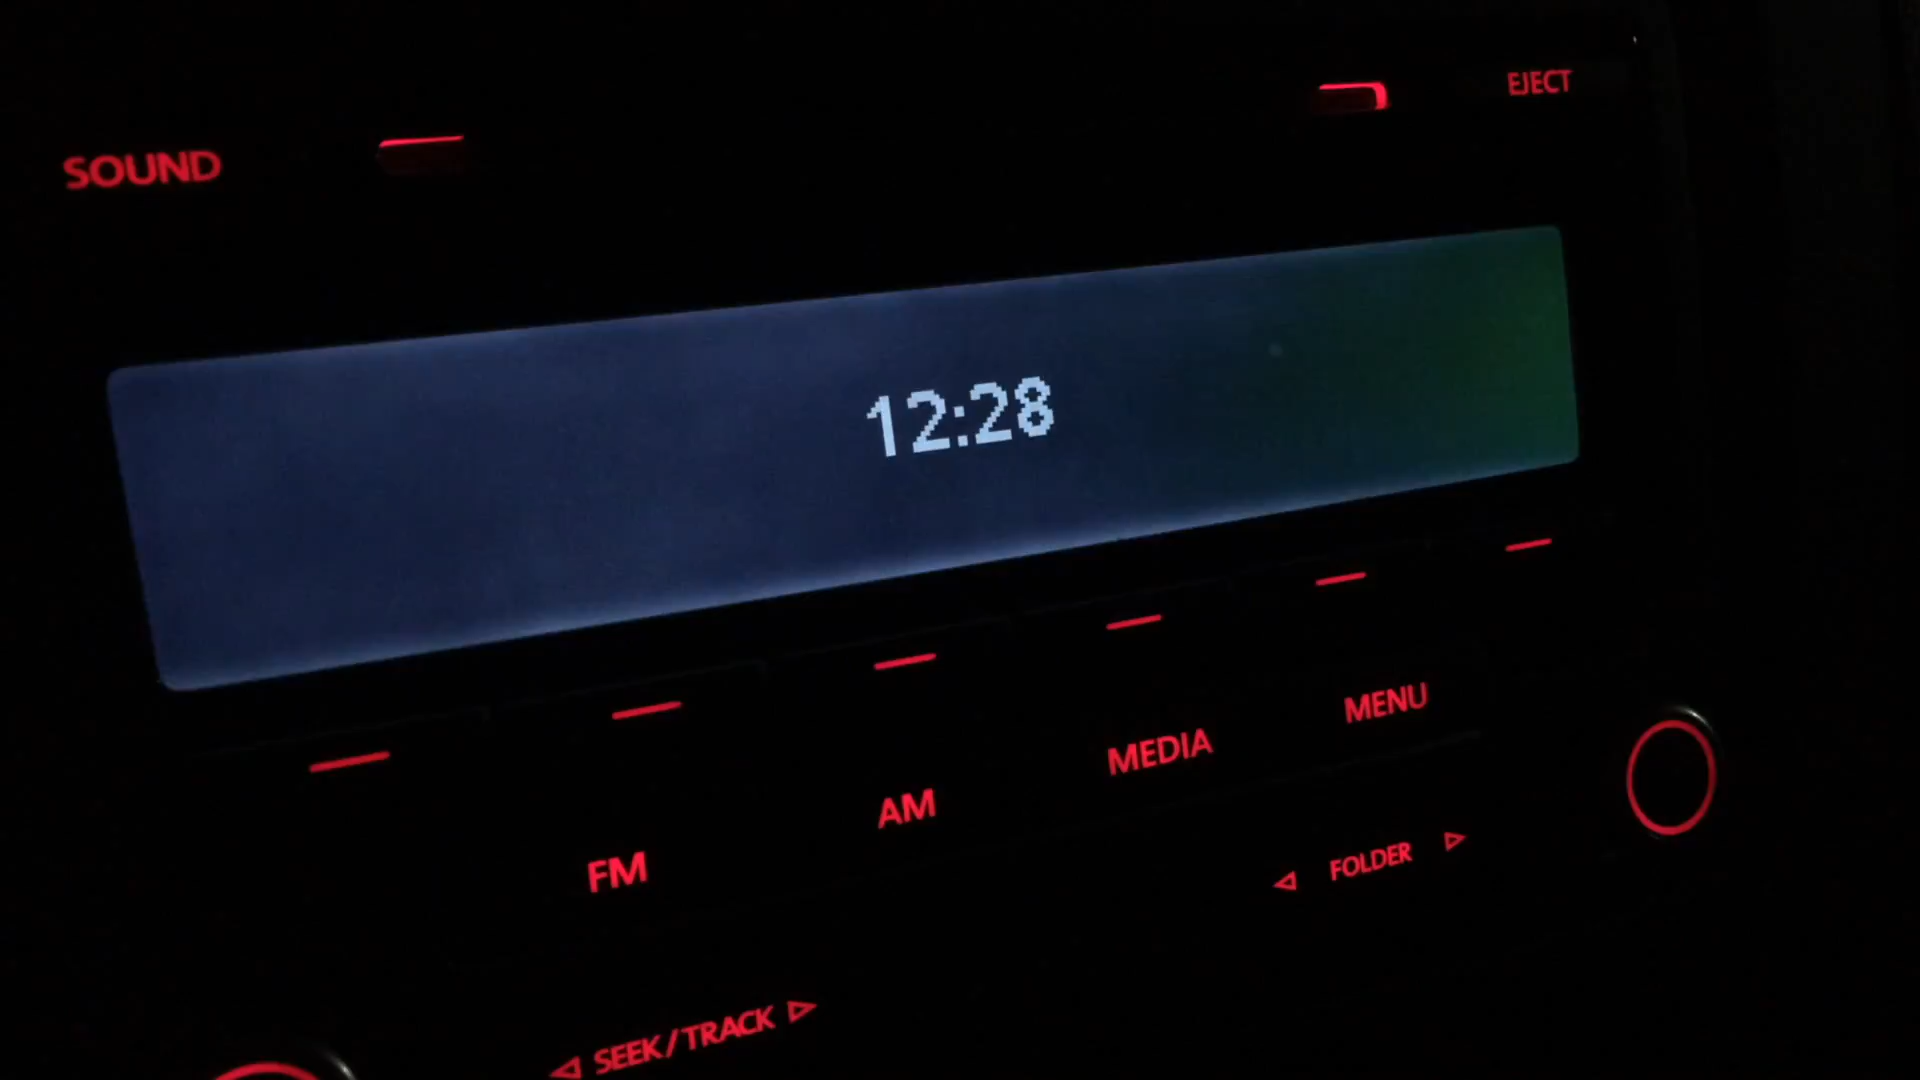 EJECT
SOUND
12:28
MENU
MEDIA
AM
FM
FOLDER
SEEK/TRACK